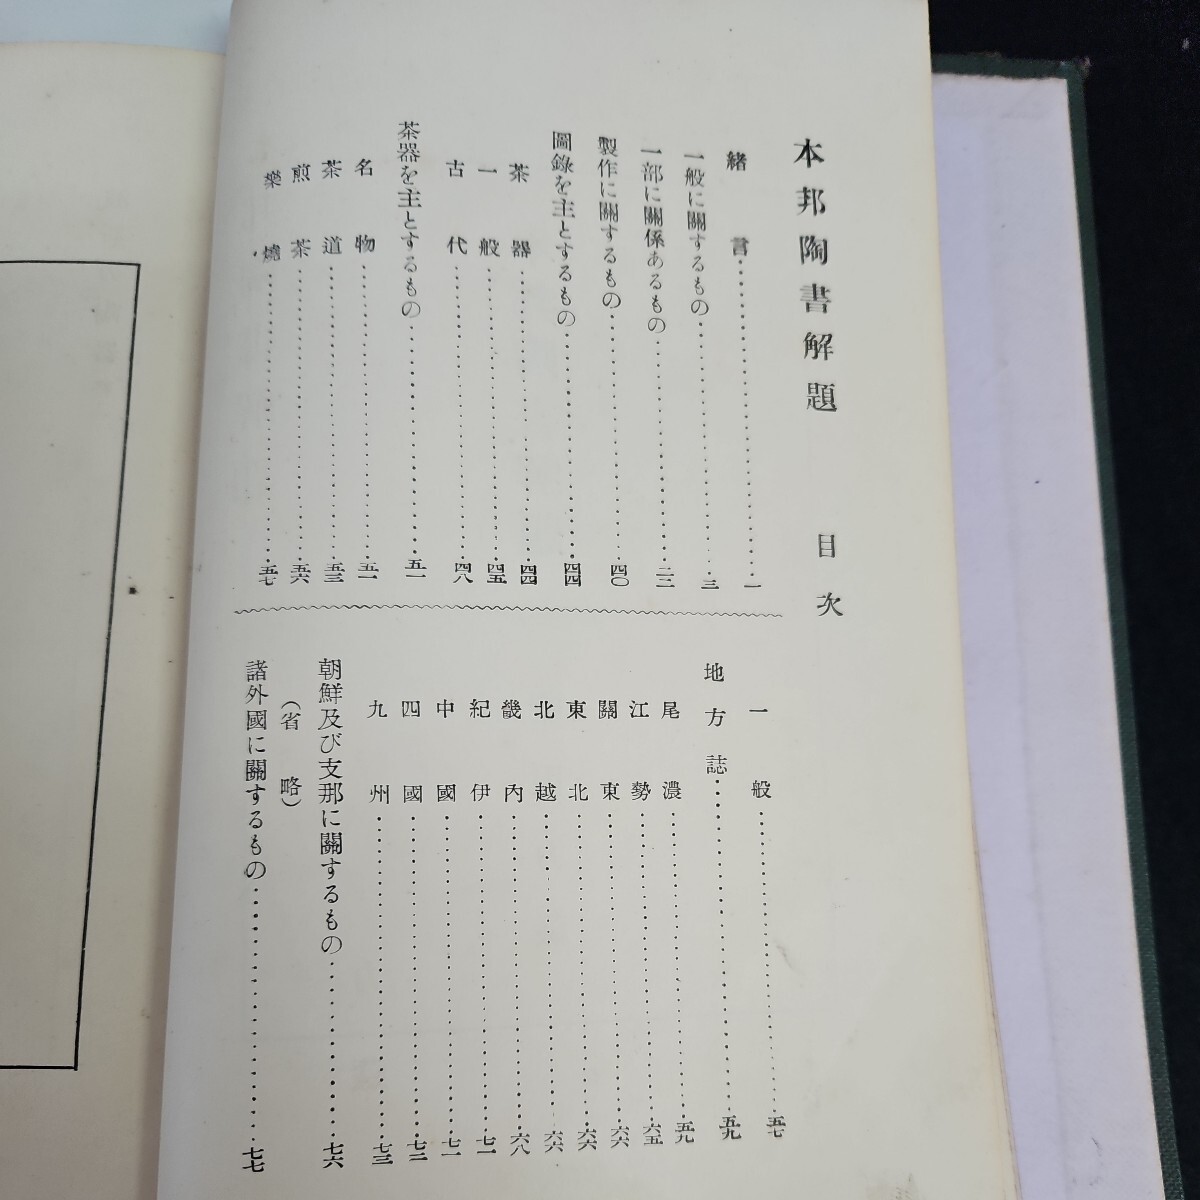 本邦陶書解題　目次
緒言……一
一般に關するもの……三
一部に關係あるもの……二二
製作に關するもの……四〇
圖錄を主とするもの……四四
茶器……四四
一般……四五
古代……四八
茶器を主とするもの……五一
名物……五一
茶道……五三
煎茶……五六
樂燒……五七
一般……五七
地方誌……五九
尾濃……五九
江勢……六五
關東……六六
東北……六六
北越……六六
畿內……六八
紀伊……七一
中國……七一
四國……七二
九州……七三
朝鮮及び支那に關するもの……七六
（省略）
諸外國に關するもの……七七